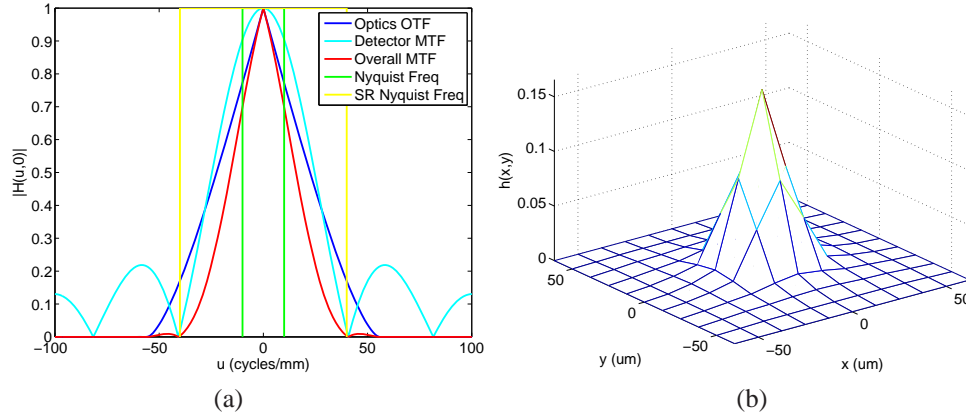 1
0.9
0.8
0.7
0.6
0.5
0.4
0.3
0.2
0.1
0
|H(u,0)|
−100
−50
0
50
100
u (cycles/mm)
Optics OTF
Detector MTF
Overall MTF
Nyquist Freq
SR Nyquist Freq
(a)
0.15
0.1
0.05
0
h(x,y)
50
0
−50
y (um)
−50
0
50
x (um)
(b)